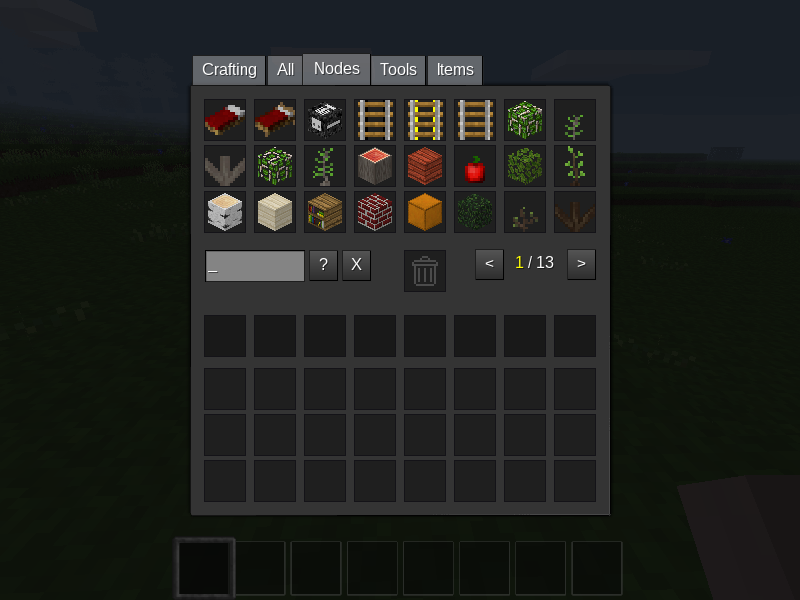 Crafting All Nodes Tools Items
_ ? X < 1 / 13 >